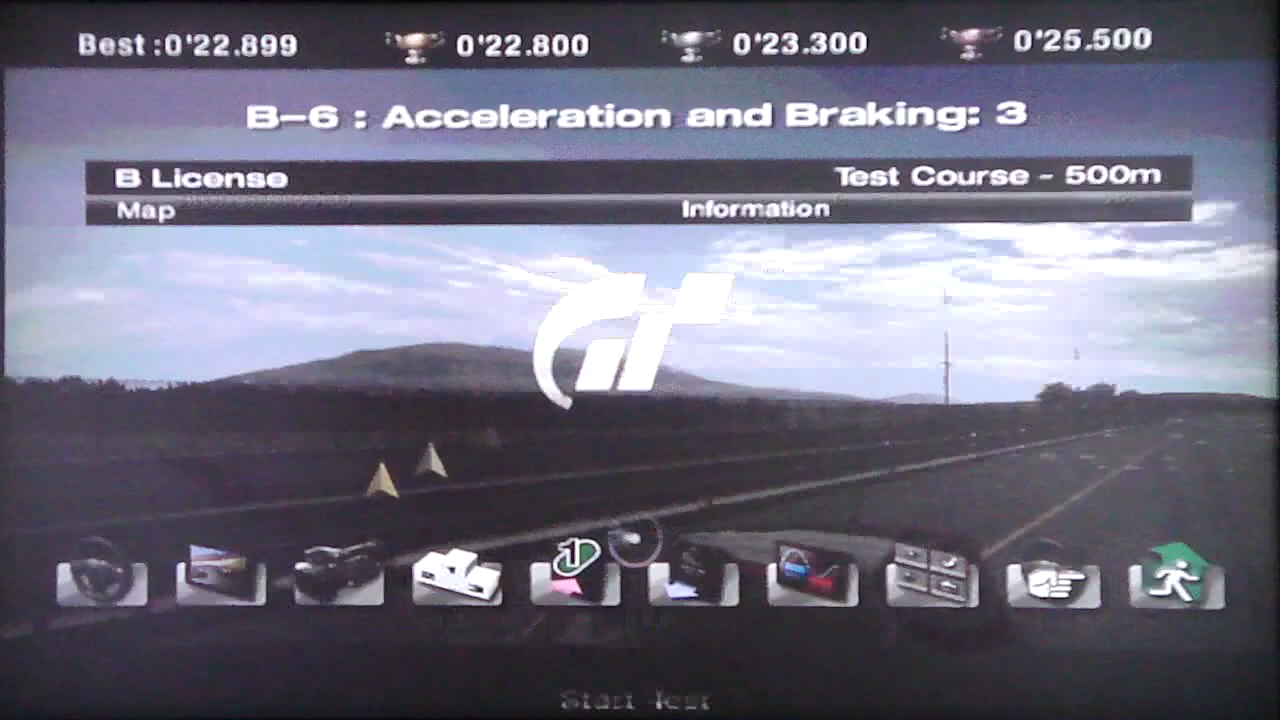 Best :0'22.899 0'22.800 0'23.300 0'25.500
B-6 : Acceleration and Braking: 3
B License Test Course - 500m
Map Information
GT
Start Test